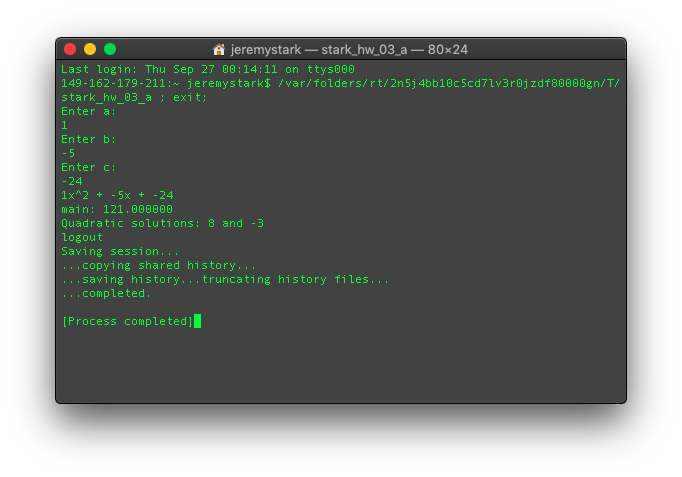 jeremystark — stark_hw_03_a — 80×24
Last login: Thu Sep 27 00:14:11 on ttys000
149-162-179-211:~ jeremystark$ /var/folders/rt/2n5j4bb10c5cd7lv3r0jzdf80000gn/T/
stark_hw_03_a ; exit;
Enter a:
1
Enter b:
-5
Enter c:
-24
1x^2 + -5x + -24
main: 121.000000
Quadratic solutions: 8 and -3
logout
Saving session...
...copying shared history...
...saving history...truncating history files...
...completed.
[Process completed]